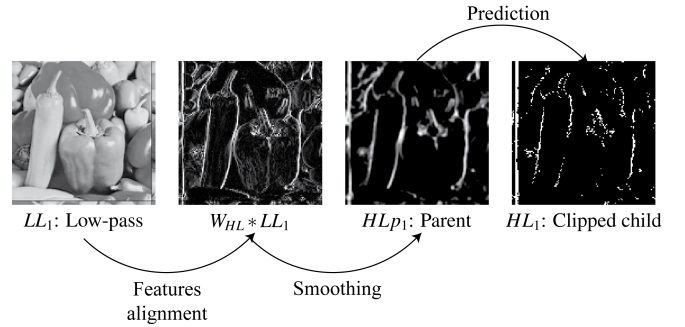 Prediction
LL₁: Low-pass
W_HL * LL₁
HLp₁: Parent
HL₁: Clipped child
Features
alignment
Smoothing